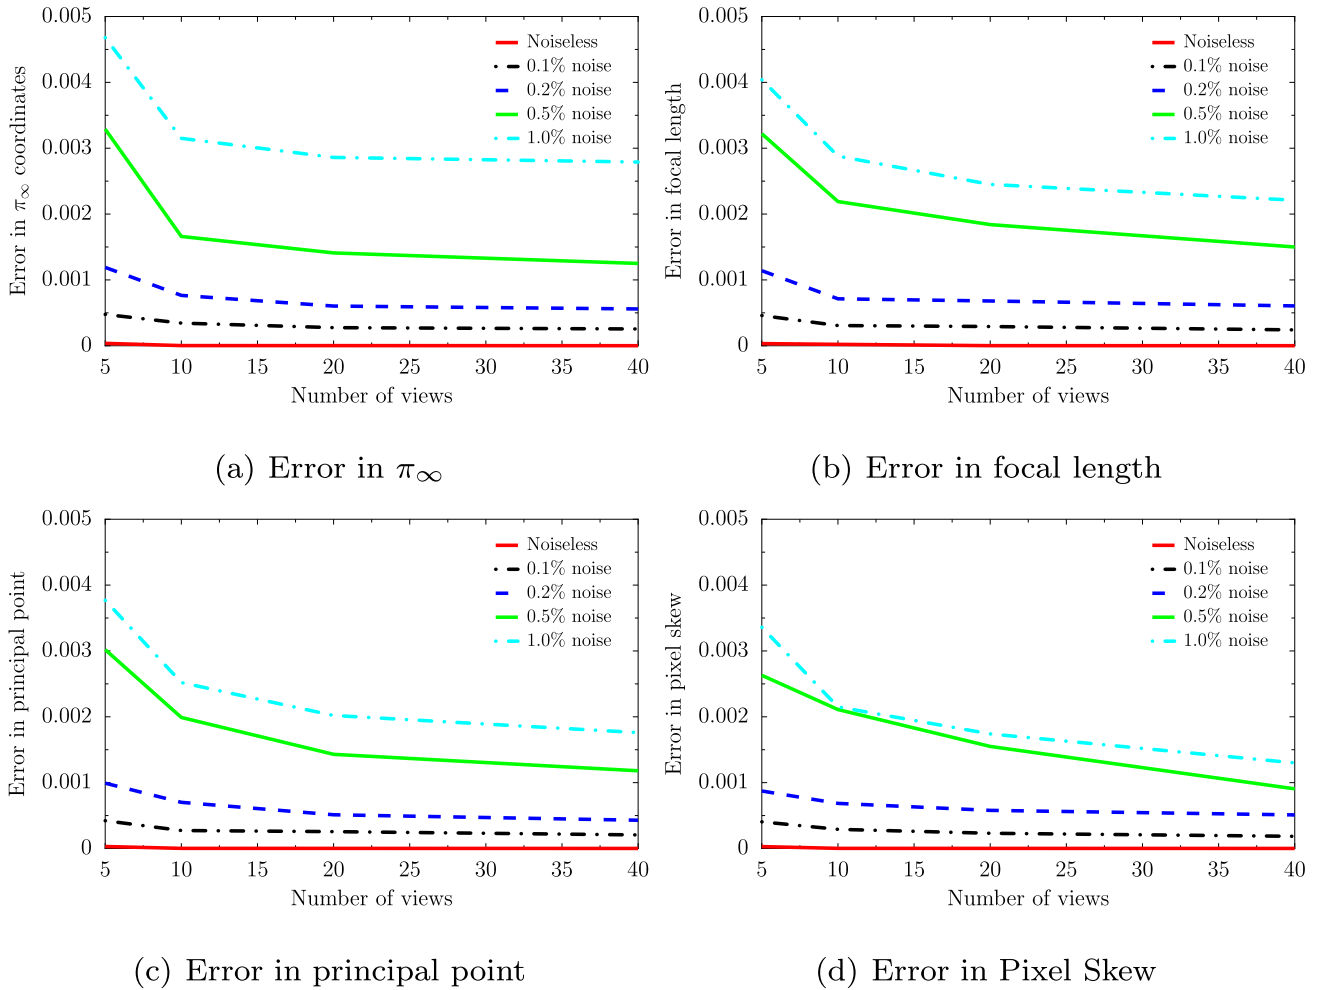 0.005
0.004
0.003
0.002
0.001
0
Error in π∞ coordinates
Noiseless
0.1% noise
0.2% noise
0.5% noise
1.0% noise
5 10 15 20 25 30 35 40
Number of views
(a) Error in π∞
0.005
0.004
0.003
0.002
0.001
0
Error in focal length
Noiseless
0.1% noise
0.2% noise
0.5% noise
1.0% noise
5 10 15 20 25 30 35 40
Number of views
(b) Error in focal length
0.005
0.004
0.003
0.002
0.001
0
Error in principal point
Noiseless
0.1% noise
0.2% noise
0.5% noise
1.0% noise
5 10 15 20 25 30 35 40
Number of views
(c) Error in principal point
0.005
0.004
0.003
0.002
0.001
0
Error in pixel skew
Noiseless
0.1% noise
0.2% noise
0.5% noise
1.0% noise
5 10 15 20 25 30 35 40
Number of views
(d) Error in Pixel Skew